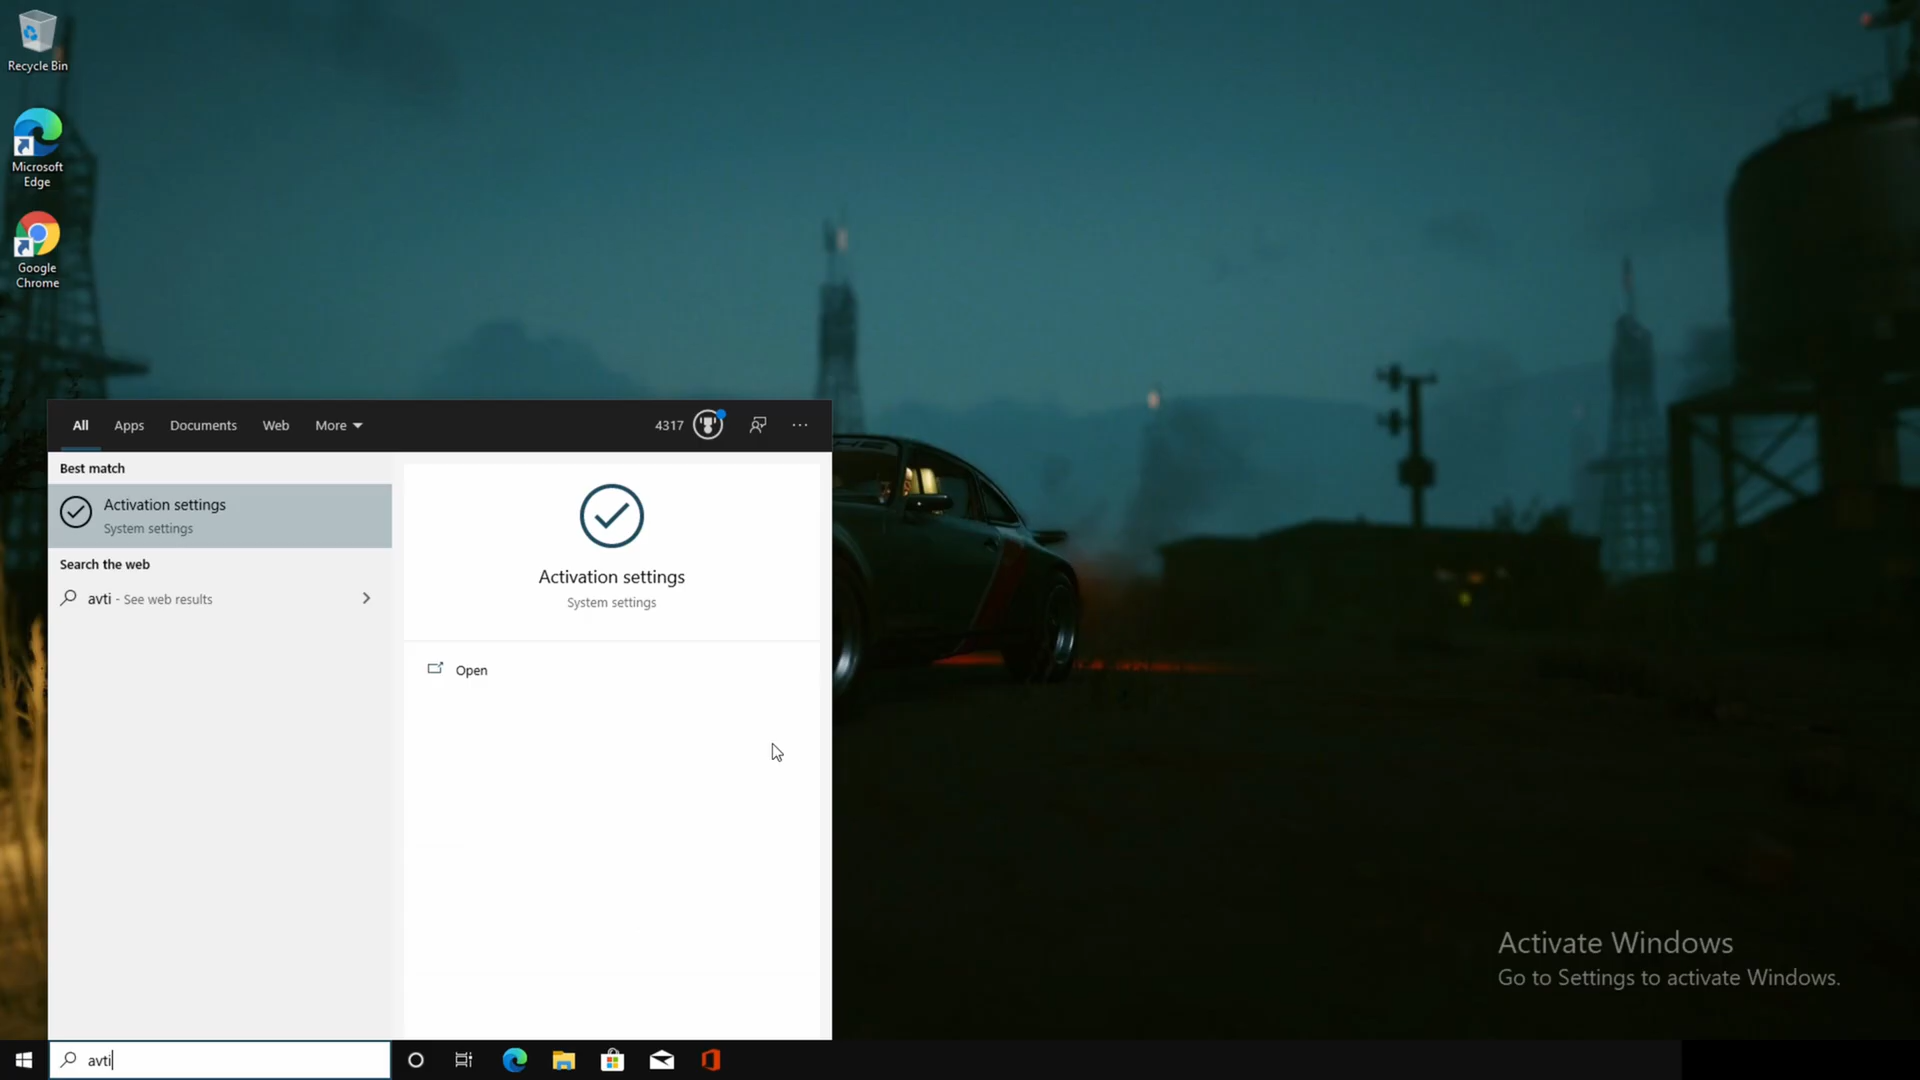 Recycle Bin
Microsoft
Edge
Google
Chrome
All Apps Documents Web More 4317 ...
Best match
Activation settings
System settings
Search the web
avti - See web results
Activation settings
System settings
Open
Activate Windows
Go to Settings to activate Windows.
avti